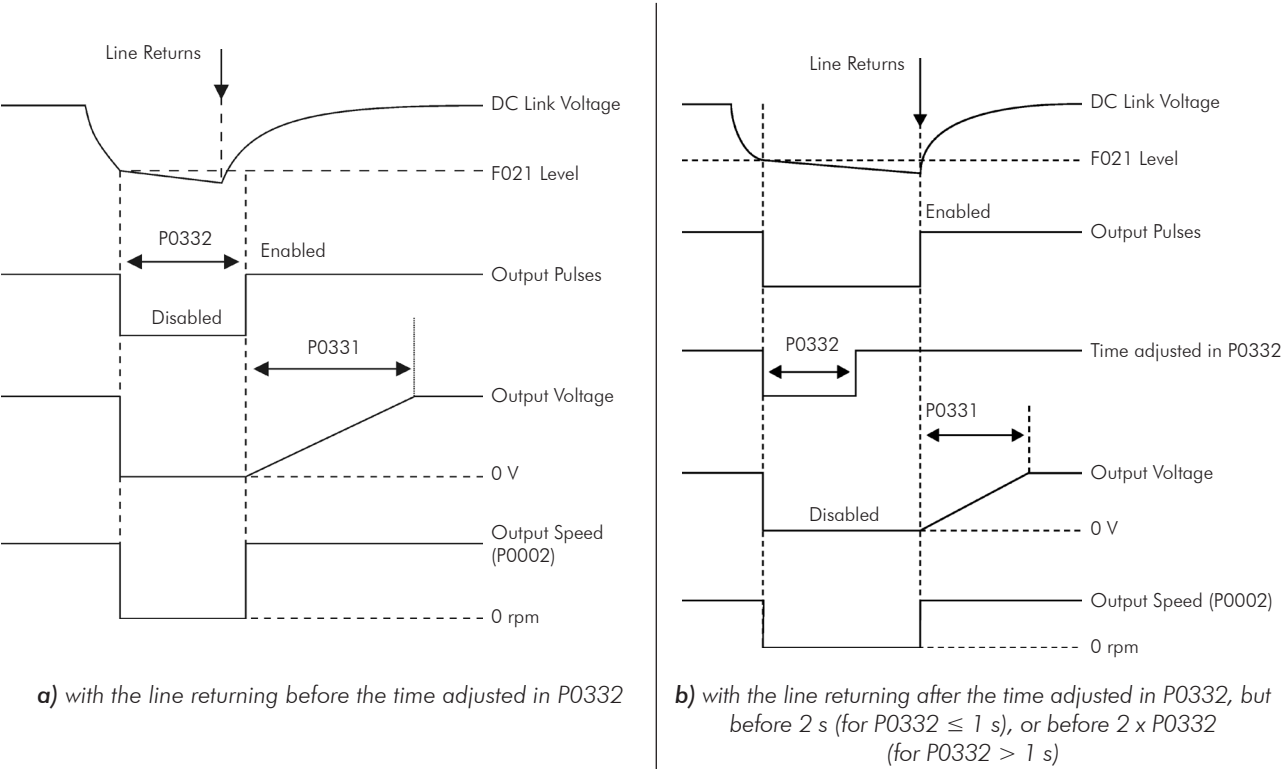 Line Returns
DC Link Voltage
F021 Level
P0332
Enabled
Output Pulses
Disabled
P0331
Output Voltage
0 V
Output Speed
(P0002)
0 rpm
a) with the line returning before the time adjusted in P0332
Line Returns
DC Link Voltage
F021 Level
Enabled
Output Pulses
P0332
Time adjusted in P0332
P0331
Output Voltage
Disabled
0 V
Output Speed (P0002)
0 rpm
b) with the line returning after the time adjusted in P0332, but
before 2 s (for P0332 ≤ 1 s), or before 2 x P0332
(for P0332 > 1 s)